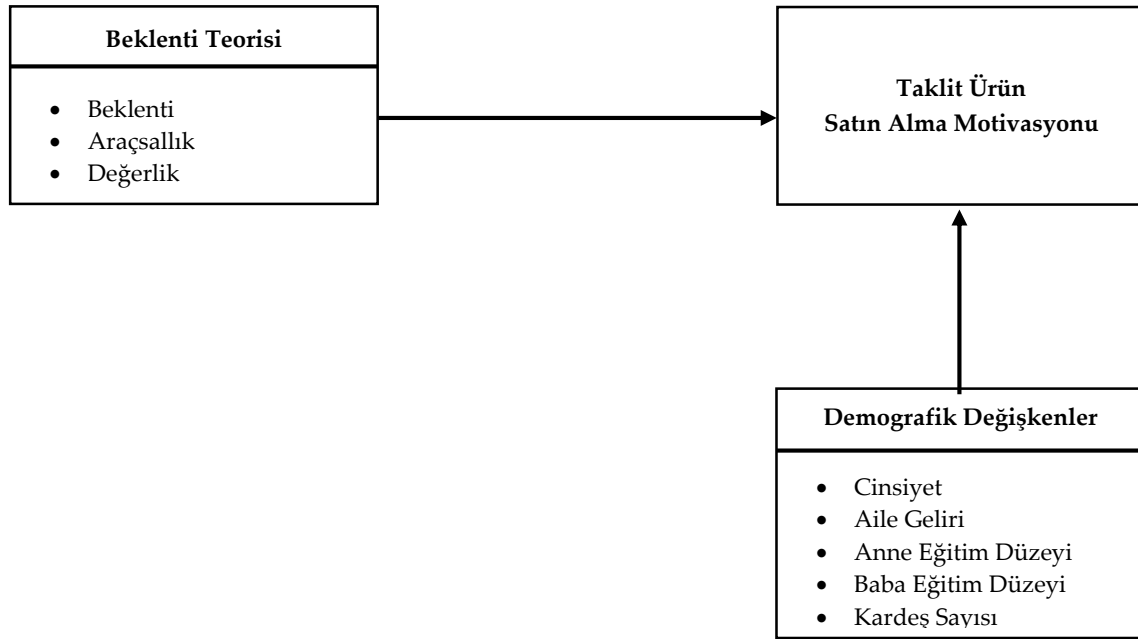 Beklenti Teorisi
• Beklenti
• Araçsallık
• Değerlik
Taklit Ürün
Satın Alma Motivasyonu
Demografik Değişkenler
• Cinsiyet
• Aile Geliri
• Anne Eğitim Düzeyi
• Baba Eğitim Düzeyi
• Kardeş Sayısı